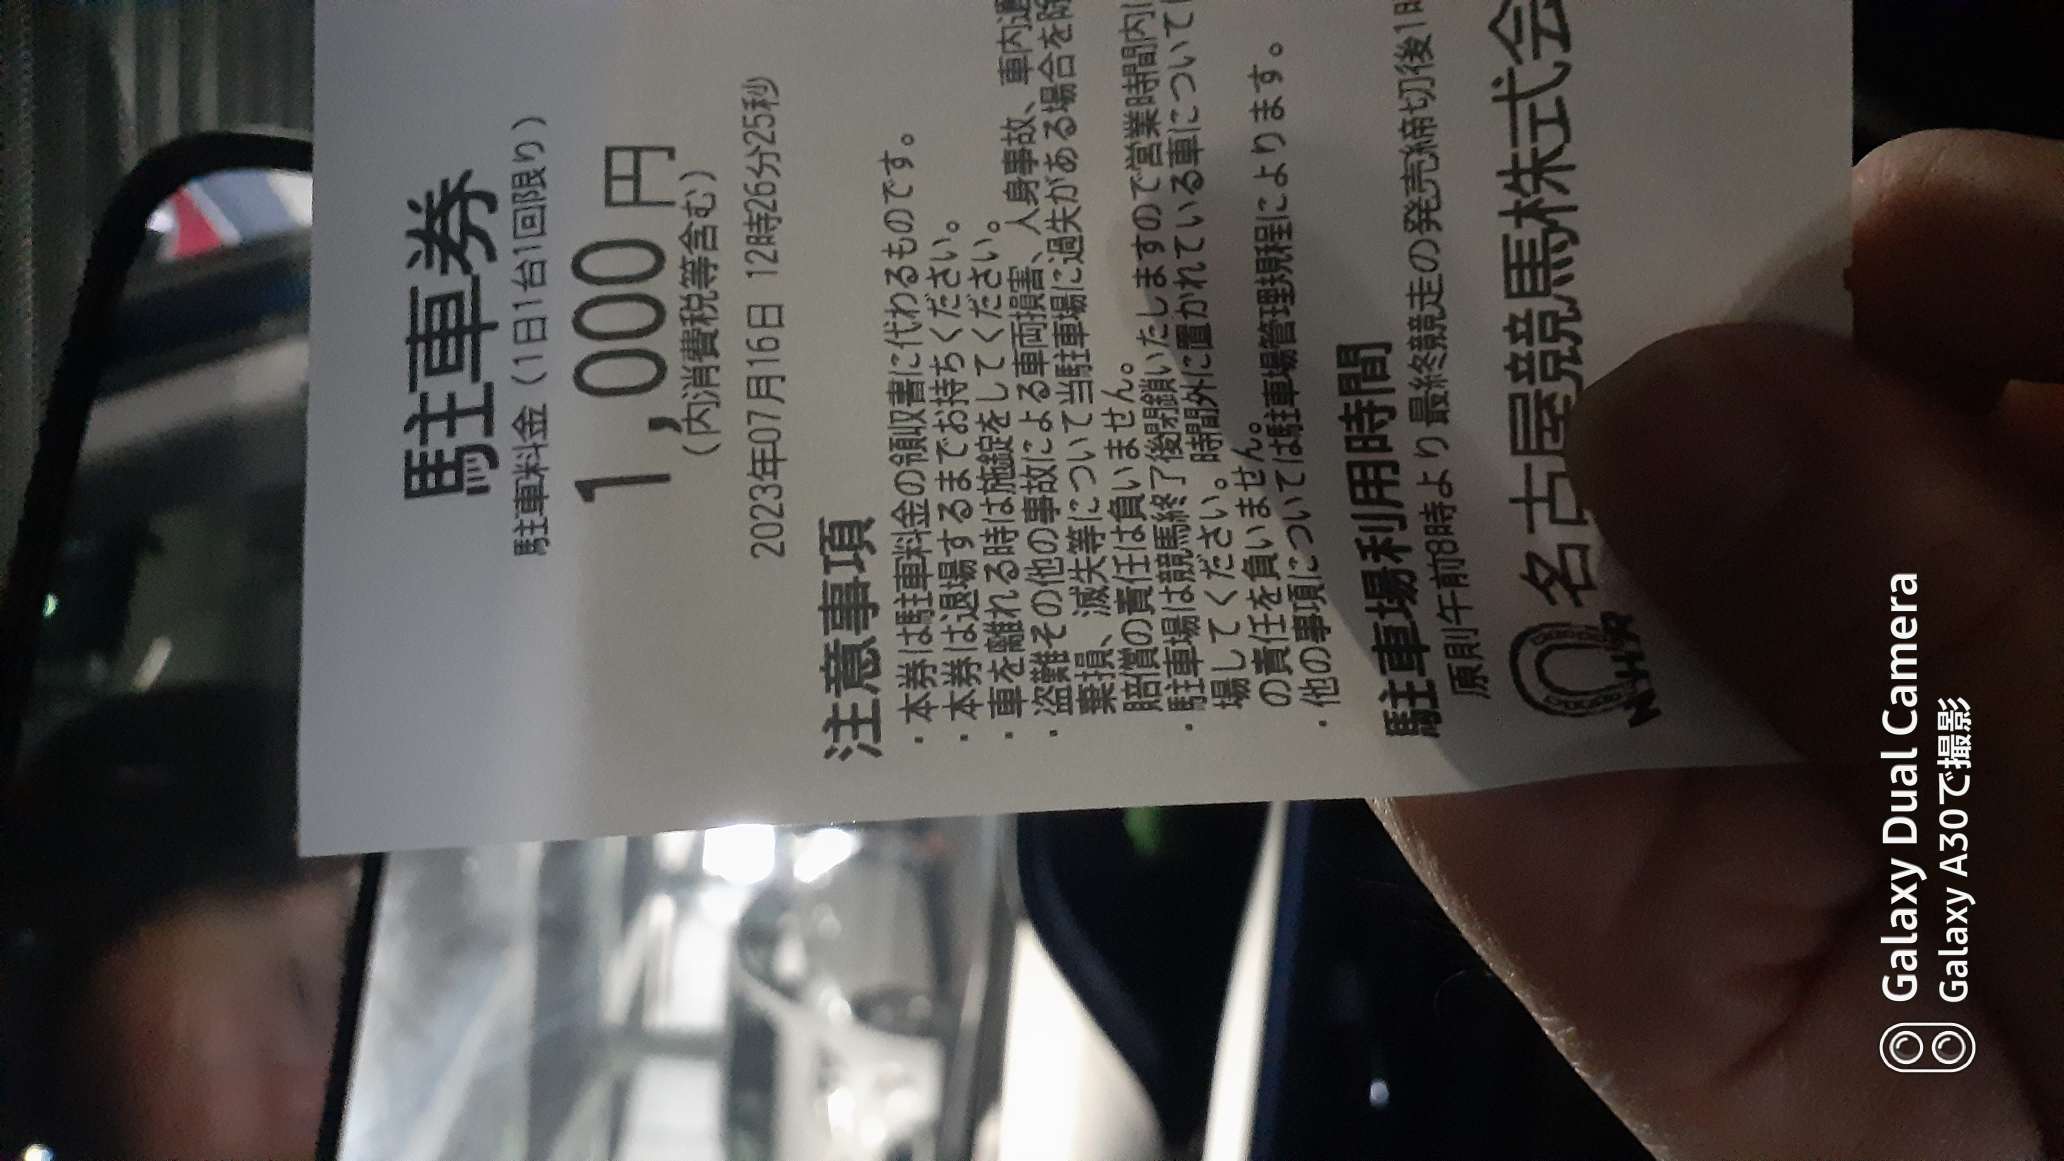 駐車券
駐車料金（1日1台1回限り）
1,000円
（内消費税等含む）
2023年07月16日 12時26分25秒
注意事項
・本券は駐車料金の領収書に代わるものです。
・本券は退場するまでお持ちください。
・車を離れる時は施錠をしてください。
・盗難その他の事故による車両損害、人身事故、車内遺
棄損、滅失等について当駐車場に過失がある場合を除
賠償の責任は負いません。
・駐車場は競馬終了後閉鎖いたしますので営業時間内に
場してください。時間外に置かれている車については
の責任を負いません。
・他の事項については駐車場管理規程によります。
駐車場利用時間
原則午前8時より最終競走の発売締切後1時
名古屋競馬株式会
Galaxy Dual Camera
Galaxy A30で撮影